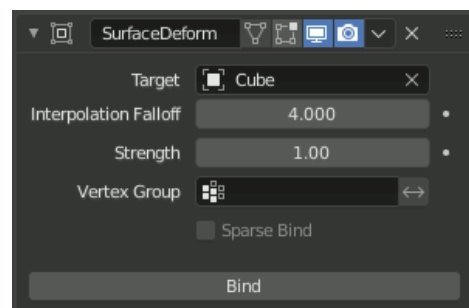 SurfaceDeform
Target Cube
Interpolation Falloff 4.000
Strength 1.00
Vertex Group
Sparse Bind
Bind